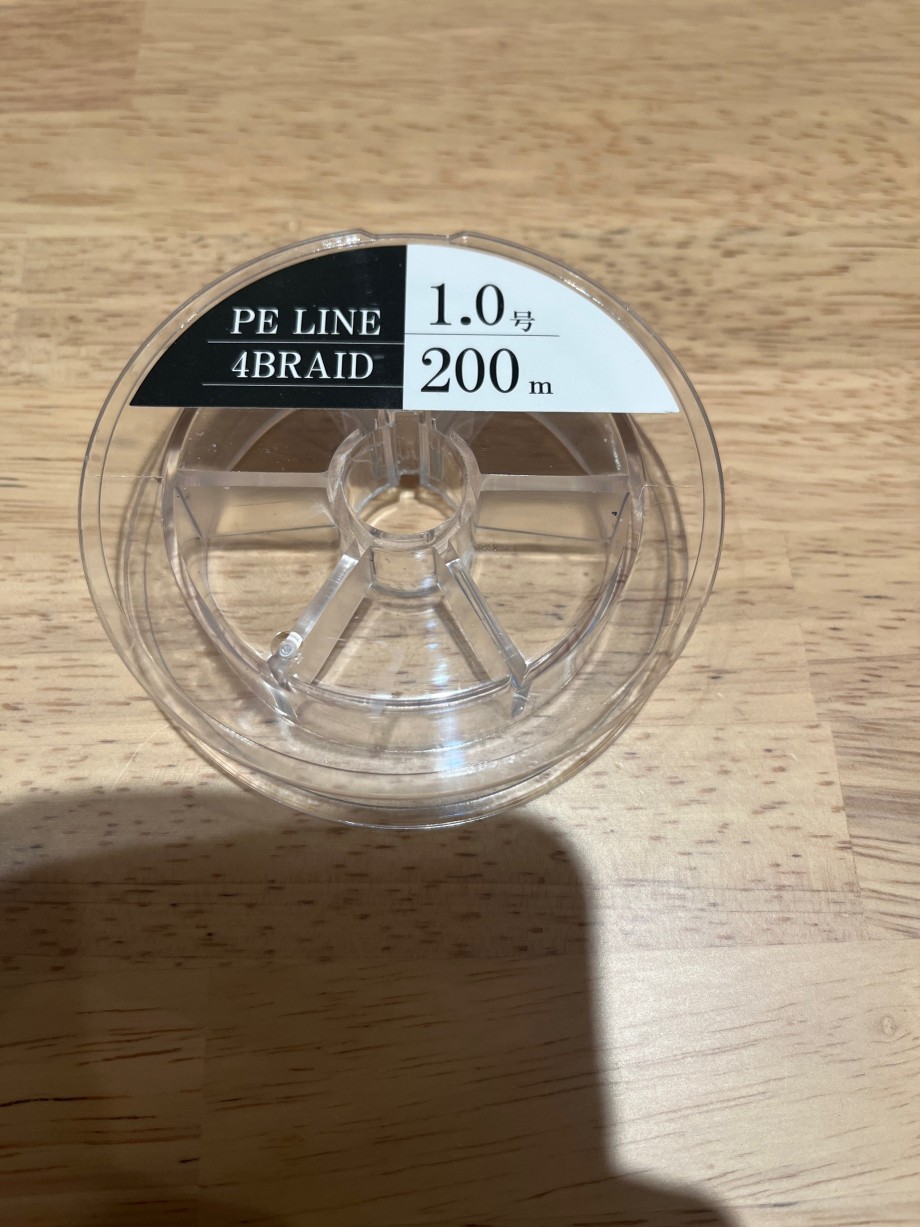 PE LINE
4BRAID
1.0号
200m